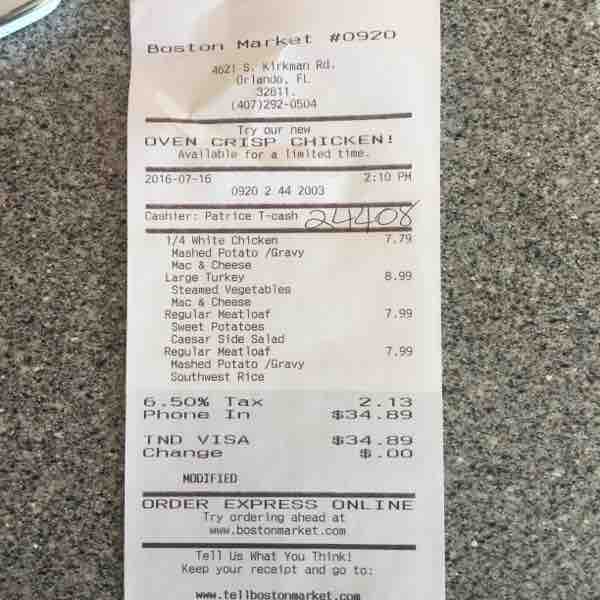 Boston Market #0920
4621 S. Kirkman Rd.
Orlando, FL
32811.
(407)292-0504
Try our new
OVEN CRISP CHICKEN!
Available for a limited time.
2016-07-16 2:10 PM
0920 2 44 2003
Cashier: Patrice T-cash 24408
1/4 White Chicken 7.79
Mashed Potato /Gravy
Mac & Cheese
Large Turkey 8.99
Steamed Vegetables
Mac & Cheese
Regular Meatloaf 7.99
Sweet Potatoes
Caesar Side Salad
Regular Meatloaf 7.99
Mashed Potato /Gravy
Southwest Rice
6.50% Tax 2.13
Phone In $34.89
TND VISA $34.89
Change $.00
MODIFIED
ORDER EXPRESS ONLINE
Try ordering ahead at
www.bostonmarket.com
Tell Us What You Think!
Keep your receipt and go to:
www.tellbostonmarket.com